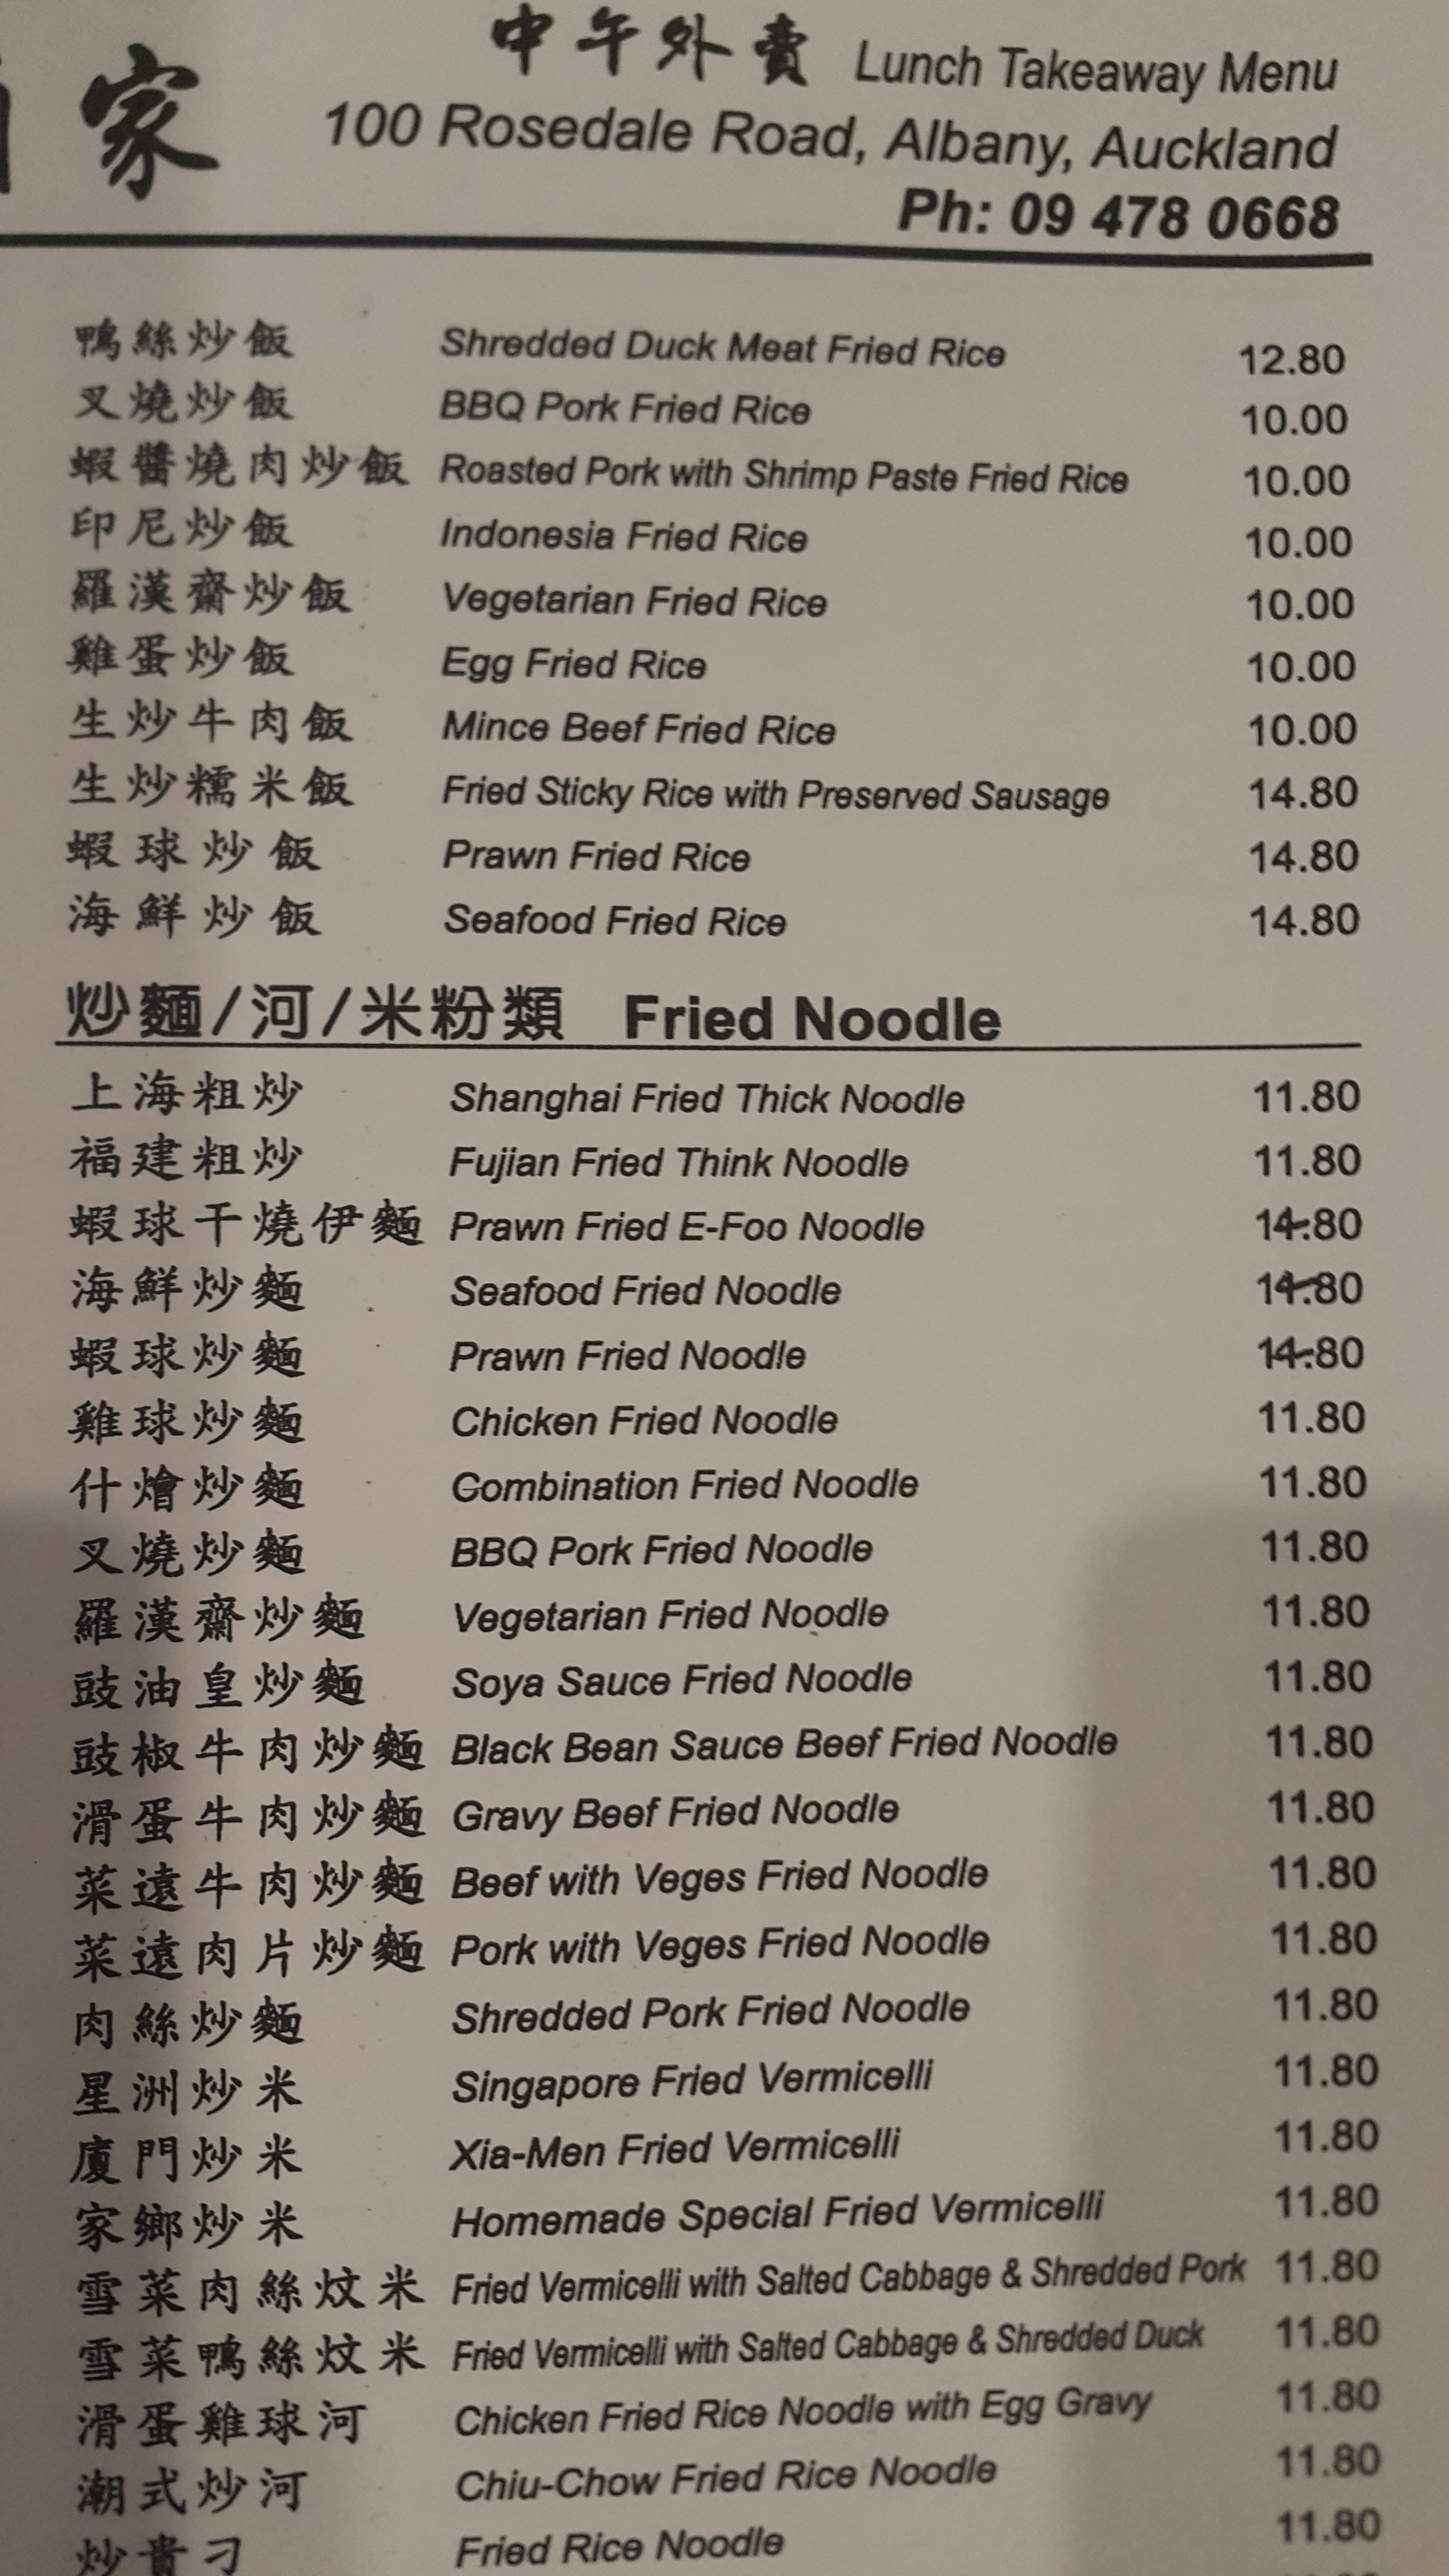 家
中午外賣 Lunch Takeaway Menu
100 Rosedale Road, Albany, Auckland
Ph: 09 478 0668
鴨絲炒飯 Shredded Duck Meat Fried Rice 12.80
叉燒炒飯 BBQ Pork Fried Rice 10.00
蝦醬燒肉炒飯 Roasted Pork with Shrimp Paste Fried Rice 10.00
印尼炒飯 Indonesia Fried Rice 10.00
羅漢齋炒飯 Vegetarian Fried Rice 10.00
雞蛋炒飯 Egg Fried Rice 10.00
生炒牛肉飯 Mince Beef Fried Rice 10.00
生炒糯米飯 Fried Sticky Rice with Preserved Sausage 14.80
蝦球炒飯 Prawn Fried Rice 14.80
海鮮炒飯 Seafood Fried Rice 14.80
炒麵/河/米粉類 Fried Noodle
上海粗炒 Shanghai Fried Thick Noodle 11.80
福建粗炒 Fujian Fried Think Noodle 11.80
蝦球干燒伊麵 Prawn Fried E-Foo Noodle 14.80
海鮮炒麵 Seafood Fried Noodle 14.80
蝦球炒麵 Prawn Fried Noodle 14.80
雞球炒麵 Chicken Fried Noodle 11.80
什燴炒麵 Combination Fried Noodle 11.80
叉燒炒麵 BBQ Pork Fried Noodle 11.80
羅漢齋炒麵 Vegetarian Fried Noodle 11.80
豉油皇炒麵 Soya Sauce Fried Noodle 11.80
豉椒牛肉炒麵 Black Bean Sauce Beef Fried Noodle 11.80
滑蛋牛肉炒麵 Gravy Beef Fried Noodle 11.80
菜遠牛肉炒麵 Beef with Veges Fried Noodle 11.80
菜遠肉片炒麵 Pork with Veges Fried Noodle 11.80
肉絲炒麵 Shredded Pork Fried Noodle 11.80
星洲炒米 Singapore Fried Vermicelli 11.80
廈門炒米 Xia-Men Fried Vermicelli 11.80
家鄉炒米 Homemade Special Fried Vermicelli 11.80
雪菜肉絲炆米 Fried Vermicelli with Salted Cabbage & Shredded Pork 11.80
雪菜鴨絲炆米 Fried Vermicelli with Salted Cabbage & Shredded Duck 11.80
滑蛋雞球河 Chicken Fried Rice Noodle with Egg Gravy 11.80
潮式炒河 Chiu-Chow Fried Rice Noodle 11.80
炒貴刁 Fried Rice Noodle 11.80